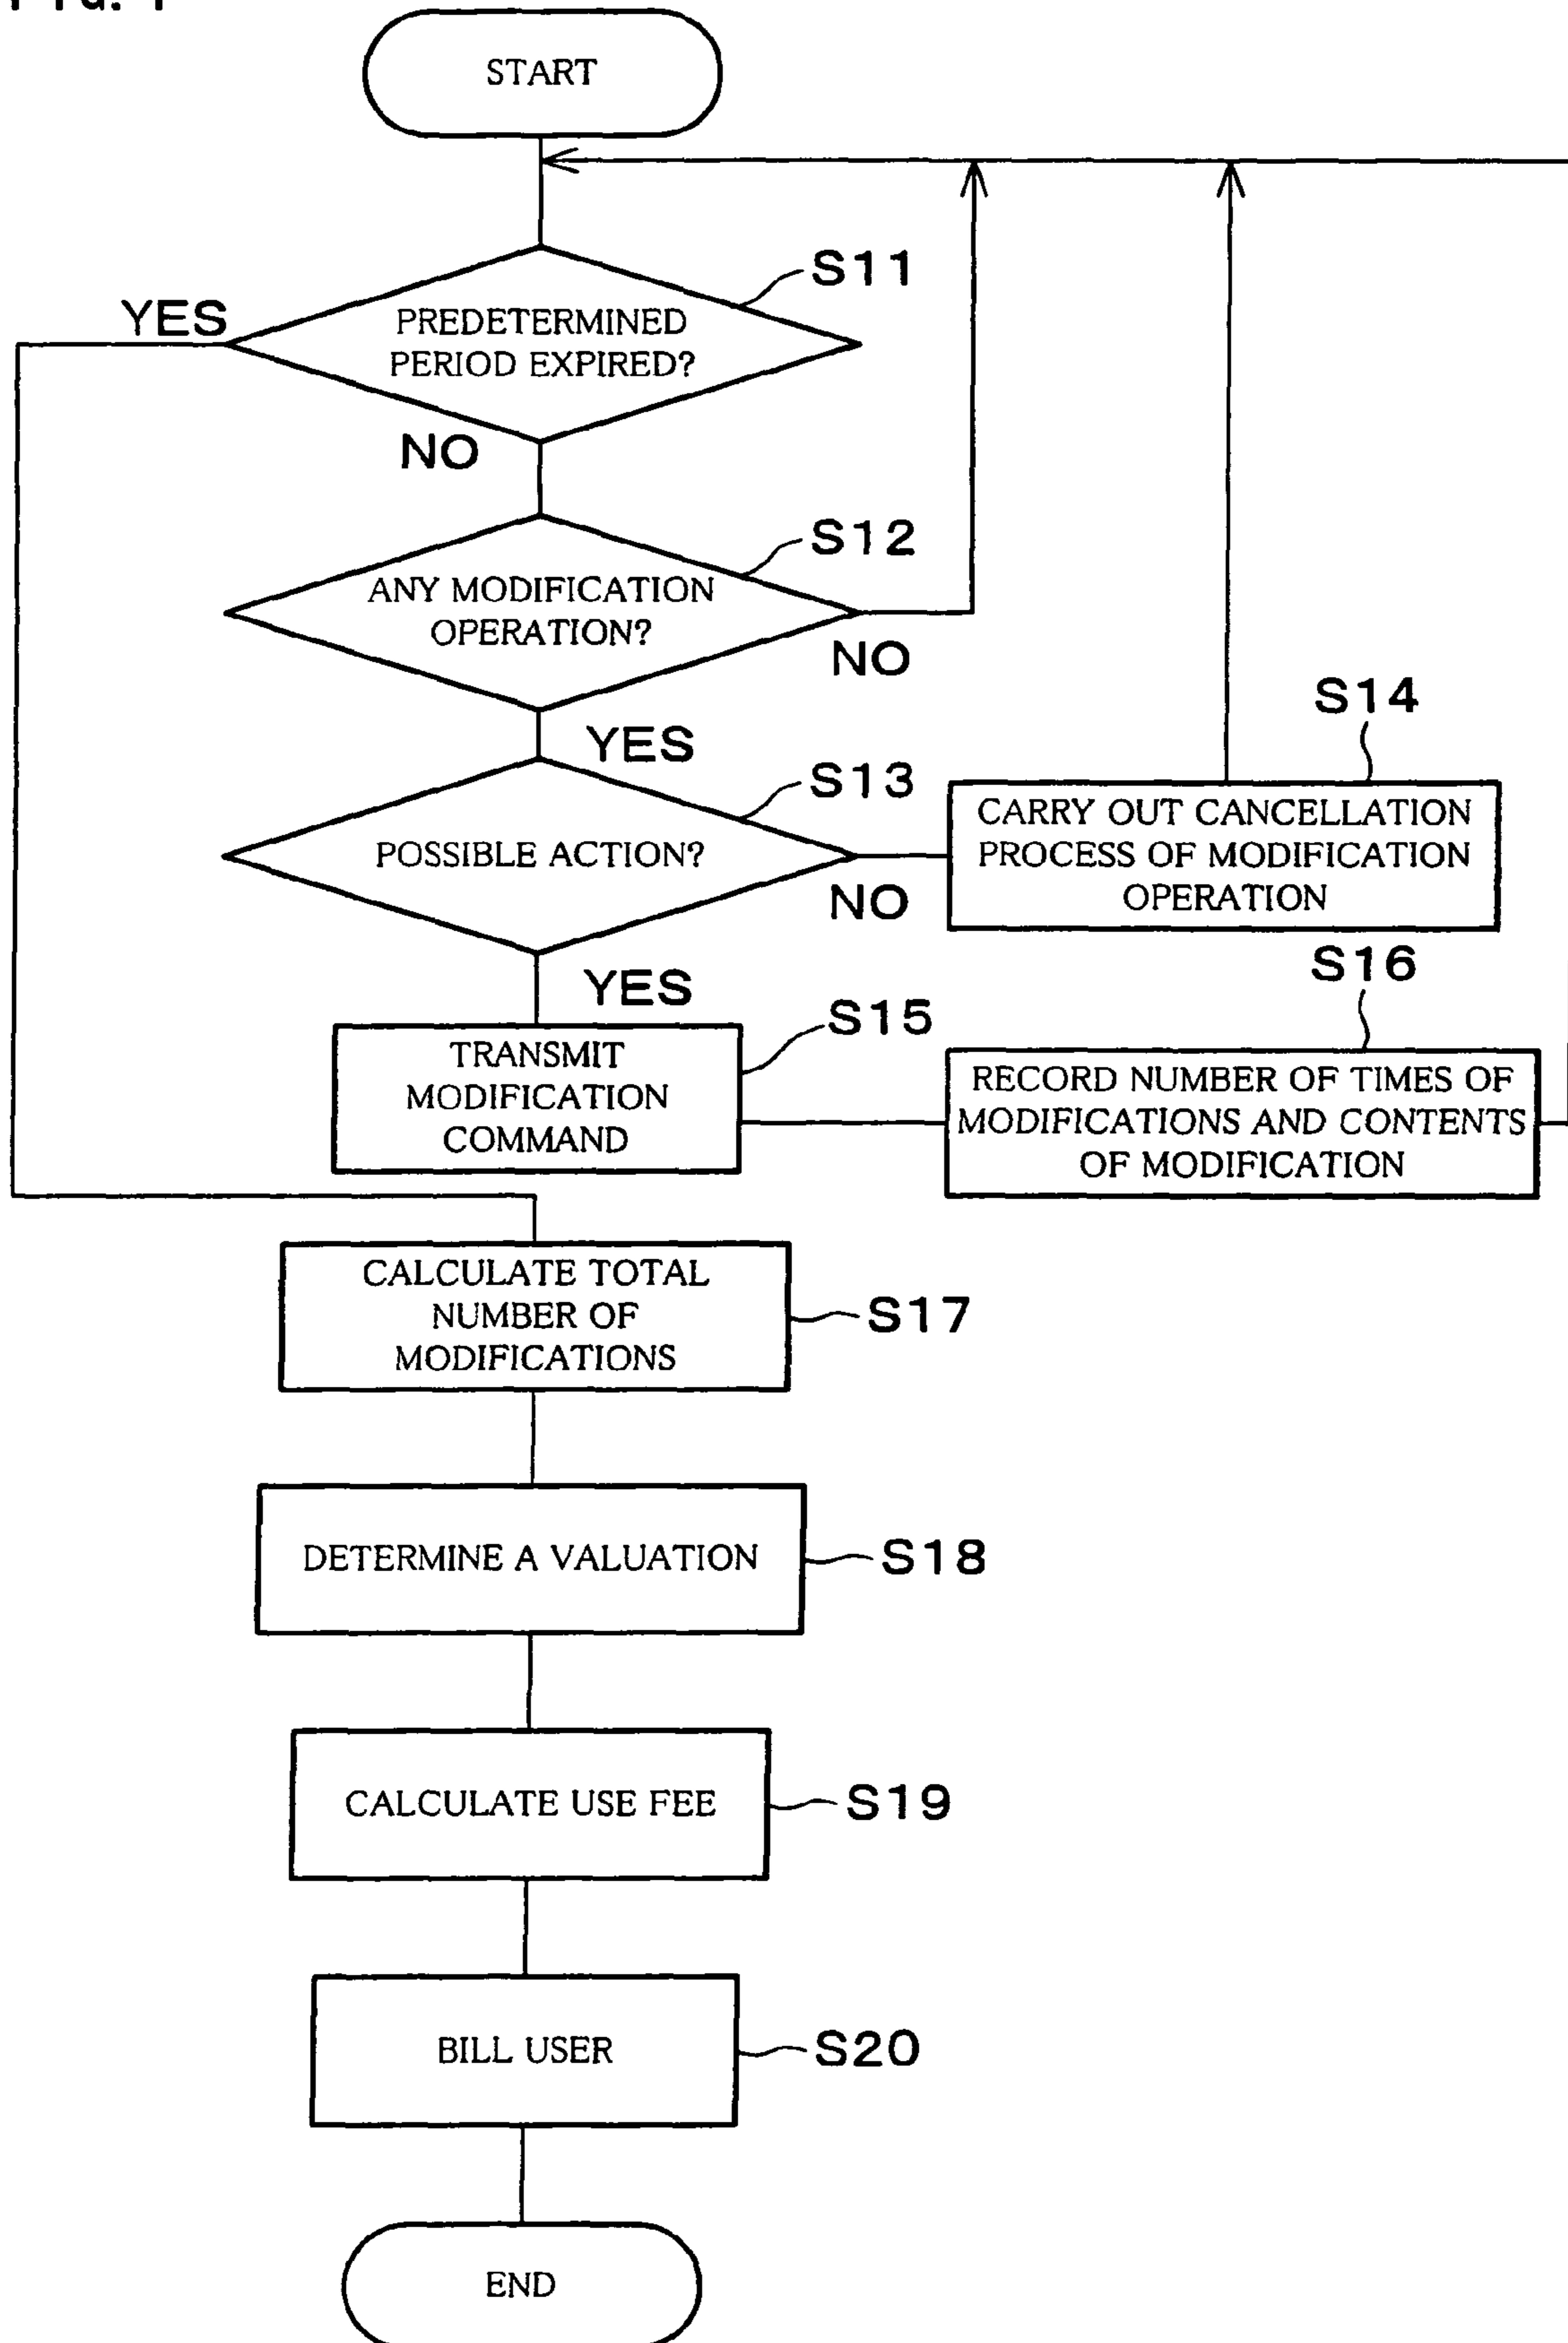 START
S11
YES
PREDETERMINED
PERIOD EXPIRED?
NO
S12
ANY MODIFICATION
OPERATION?
NO
YES
S13
POSSIBLE ACTION?
NO
S14
CARRY OUT CANCELLATION
PROCESS OF MODIFICATION
OPERATION
YES
S15
TRANSMIT
MODIFICATION
COMMAND
S16
RECORD NUMBER OF TIMES OF
MODIFICATIONS AND CONTENTS
OF MODIFICATION
CALCULATE TOTAL
NUMBER OF
MODIFICATIONS
S17
DETERMINE A VALUATION
S18
CALCULATE USE FEE
S19
BILL USER
S20
END